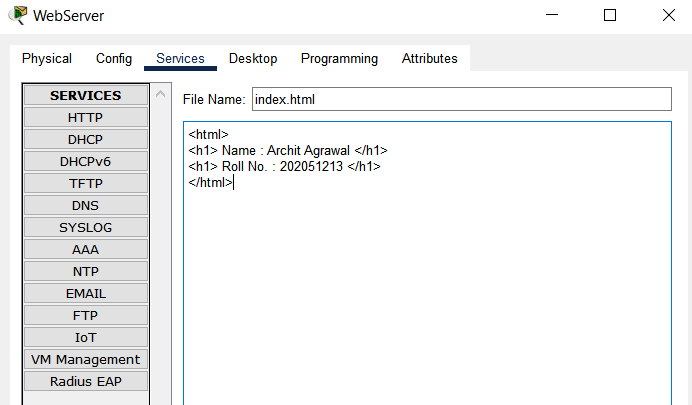 WebServer
Physical Config Services Desktop Programming Attributes
SERVICES
HTTP
DHCP
DHCPv6
TFTP
DNS
SYSLOG
AAA
NTP
EMAIL
FTP
IoT
VM Management
Radius EAP
File Name: index.html
<html>
<h1> Name : Archit Agrawal </h1>
<h1> Roll No. : 202051213 </h1>
</html>